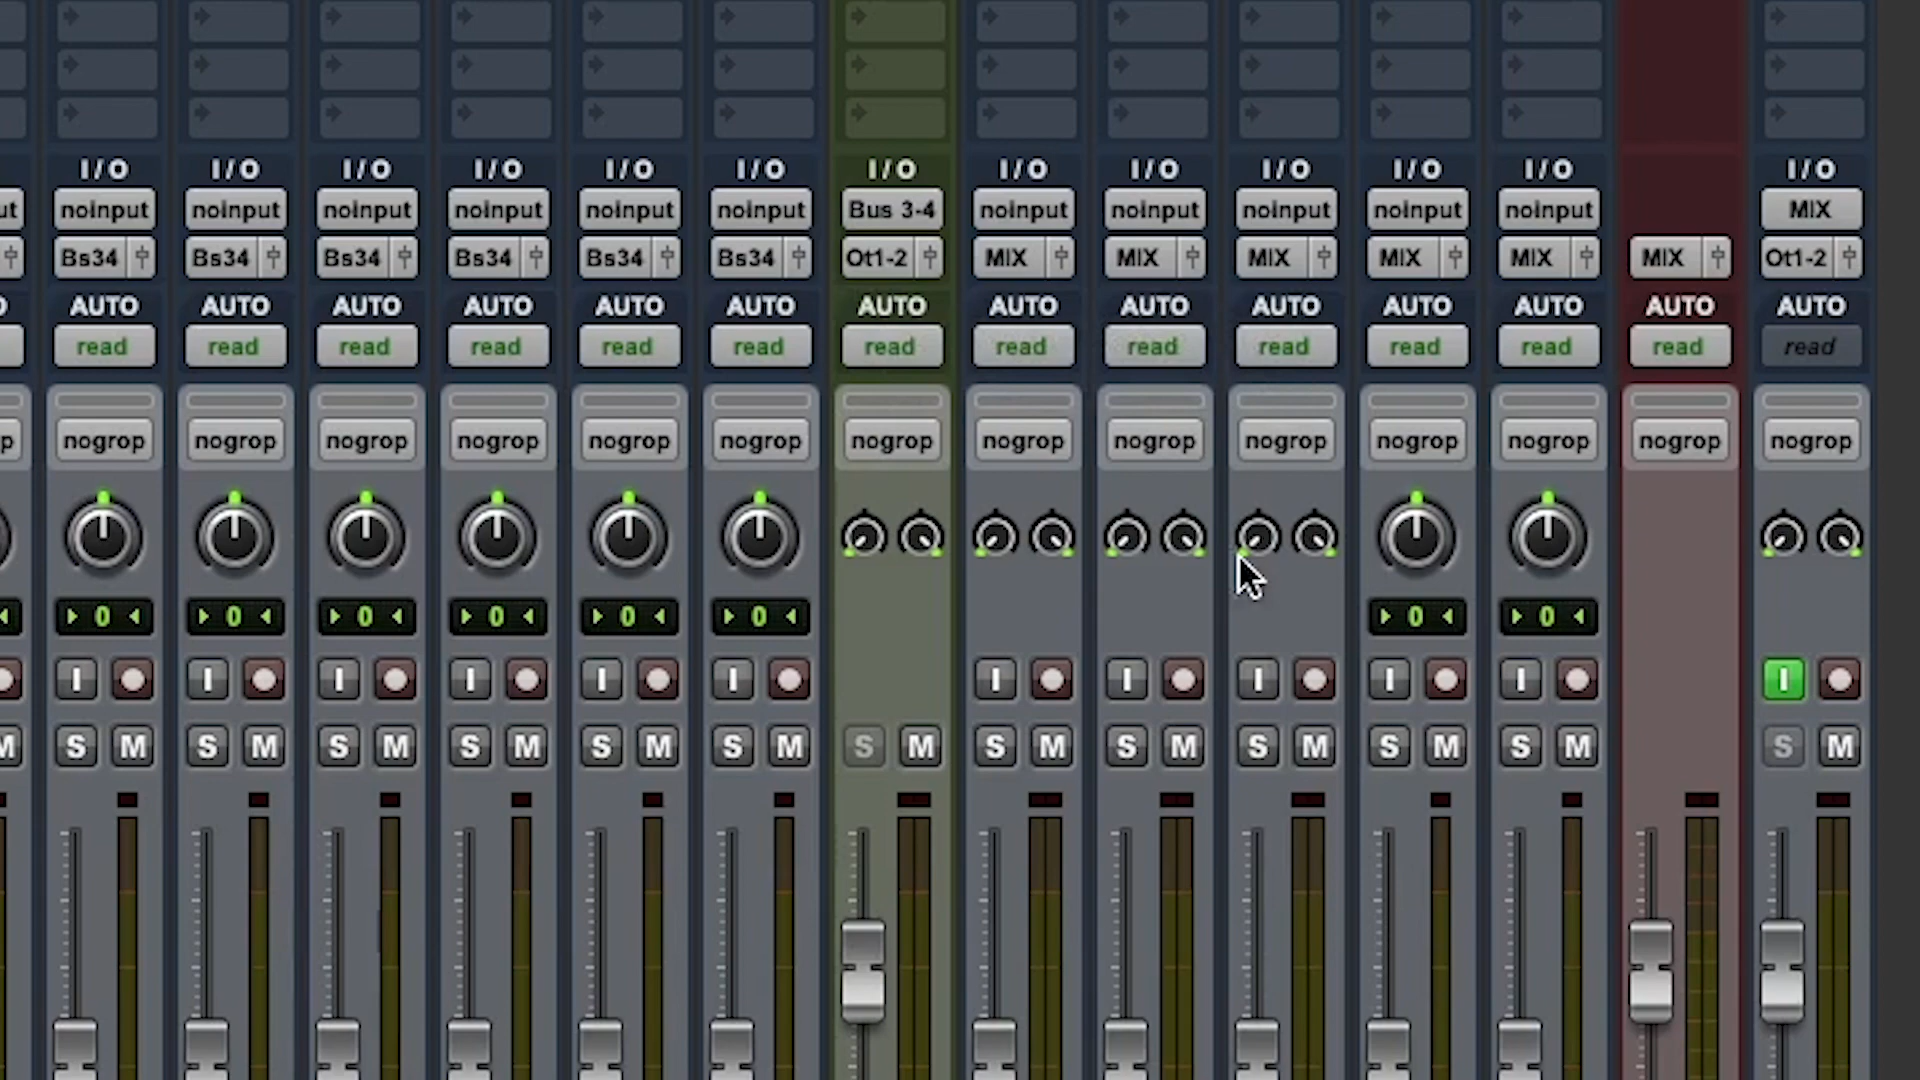 I/O I/O I/O I/O I/O I/O I/O I/O I/O I/O I/O I/O I/O
ut noinput noinput noinput noinput noinput noinput Bus 3-4 noinput noinput noinput noinput noinput MIX
Bs34 Bs34 Bs34 Bs34 Bs34 Bs34 Ot1-2 MIX MIX MIX MIX MIX MIX Ot1-2
O AUTO AUTO AUTO AUTO AUTO AUTO AUTO AUTO AUTO AUTO AUTO AUTO AUTO AUTO
read read read read read read read read read read read read read read
p nogrop nogrop nogrop nogrop nogrop nogrop nogrop nogrop nogrop nogrop nogrop nogrop nogrop nogrop
0 0 0 0 0 0 0 0
I I I I I I I I I I I I
M S M S M S M S M S M S M S M S M S M S M S M S M S M